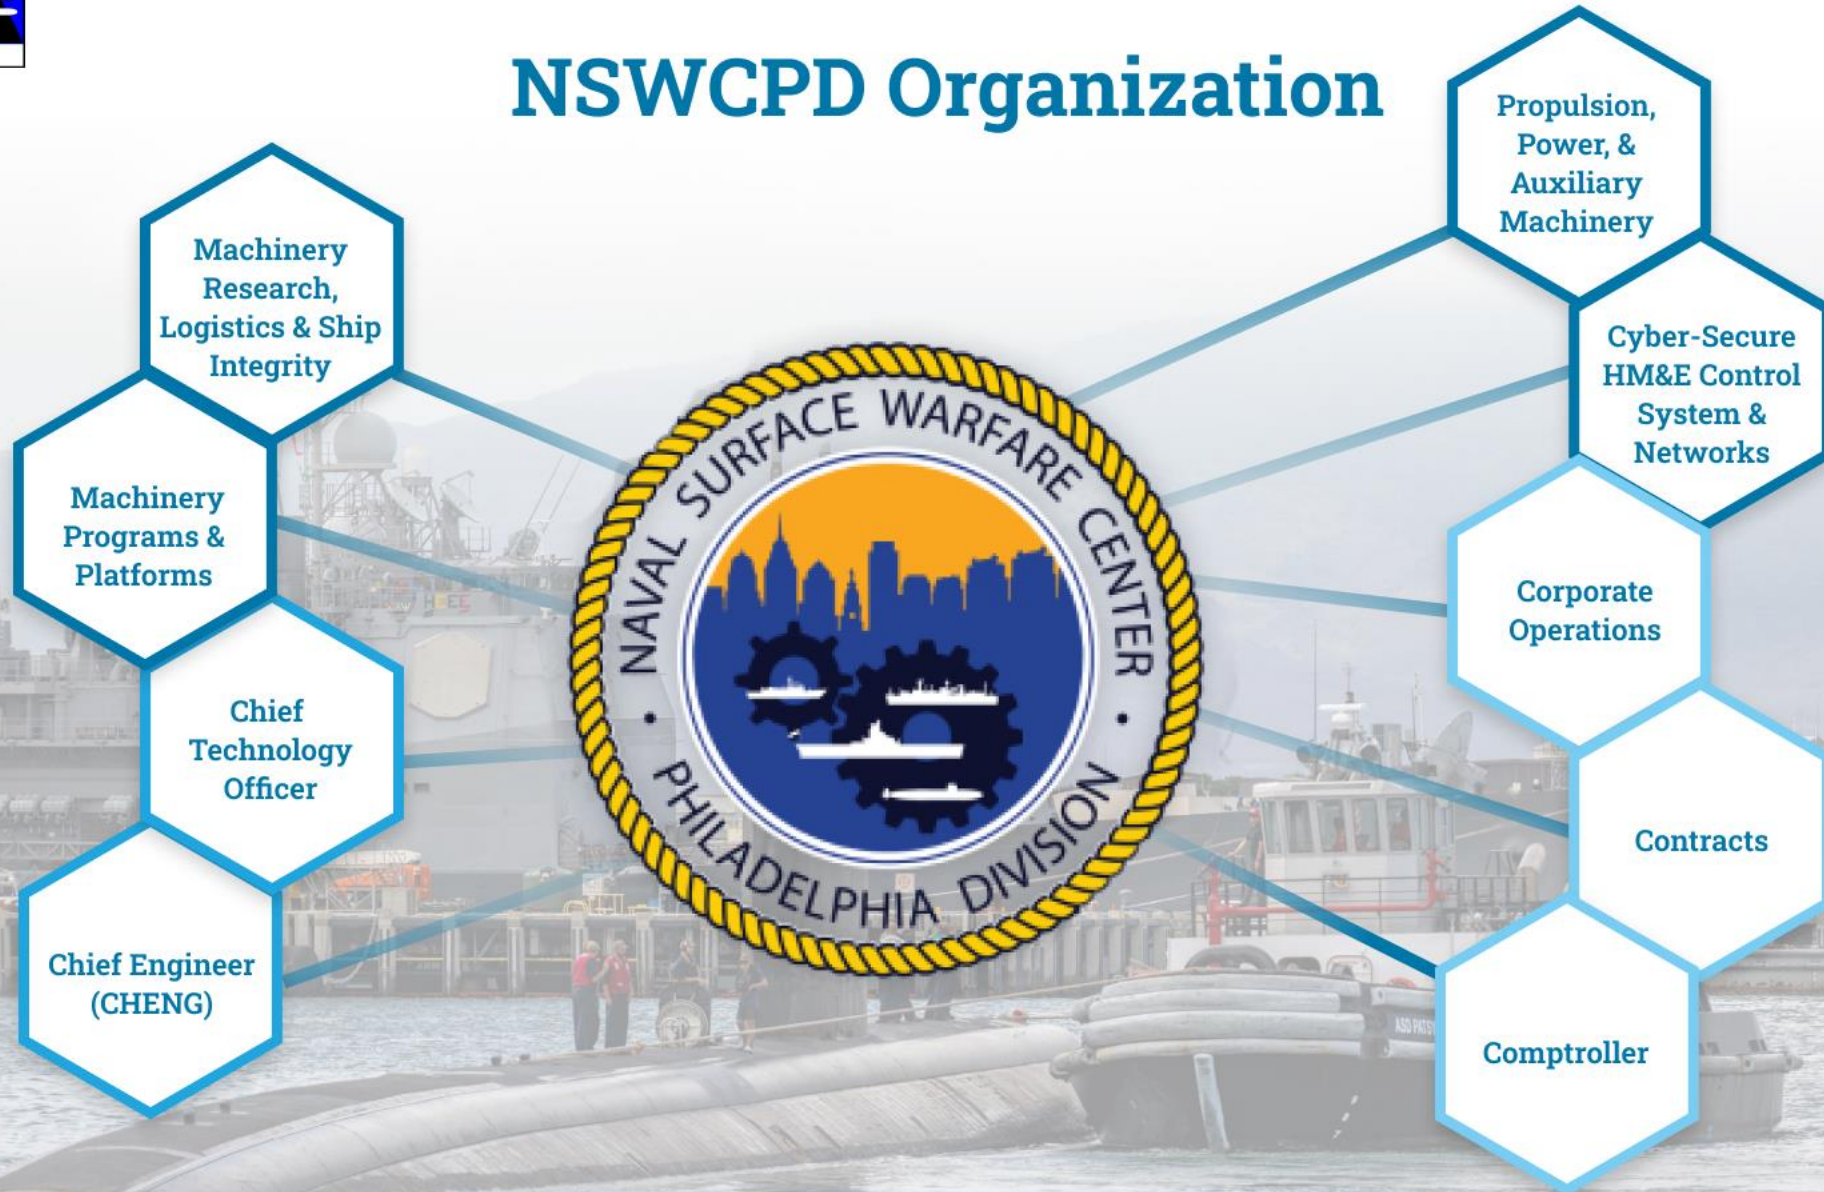 NSWCPD Organization
Machinery
Research,
Logistics & Ship
Integrity
Machinery
Programs &
Platforms
Chief
Technology
Officer
Chief Engineer
(CHENG)
NAVAL SURFACE WARFARE CENTER
PHILADELPHIA DIVISION
Propulsion,
Power, &
Auxiliary
Machinery
Cyber-Secure
HM&E Control
System &
Networks
Corporate
Operations
Contracts
Comptroller